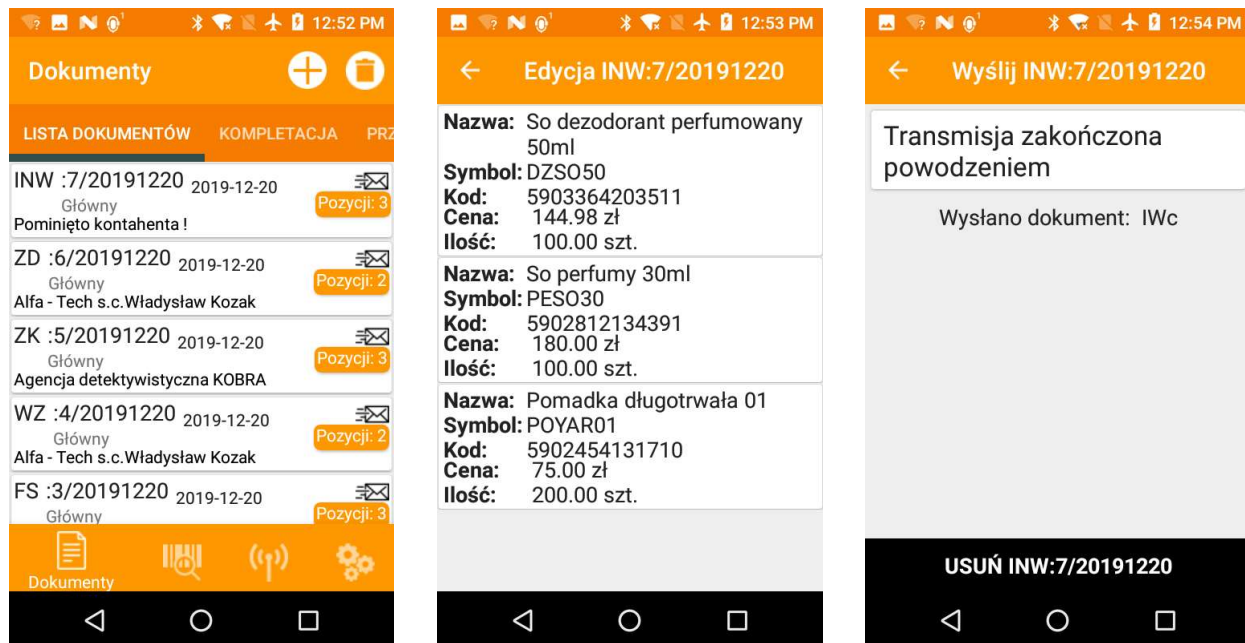 12:52 PM
Dokumenty
LISTA DOKUMENTÓW KOMPLETACJA PRZ
INW :7/20191220 2019-12-20
Główny
Pozycji: 3
Pominięto kontahenta !
ZD :6/20191220 2019-12-20
Główny
Pozycji: 2
Alfa - Tech s.c.Władysław Kozak
ZK :5/20191220 2019-12-20
Główny
Pozycji: 3
Agencja detektywistyczna KOBRA
WZ :4/20191220 2019-12-20
Główny
Pozycji: 2
Alfa - Tech s.c.Władysław Kozak
FS :3/20191220 2019-12-20
Główny
Pozycji: 3
Dokumenty
12:53 PM
Edycja INW:7/20191220
Nazwa: So dezodorant perfumowany
50ml
Symbol: DZSO50
Kod: 5903364203511
Cena: 144.98 zł
Ilość: 100.00 szt.
Nazwa: So perfumy 30ml
Symbol: PESO30
Kod: 5902812134391
Cena: 180.00 zł
Ilość: 100.00 szt.
Nazwa: Pomadka długotrwała 01
Symbol: POYAR01
Kod: 5902454131710
Cena: 75.00 zł
Ilość: 200.00 szt.
12:54 PM
Wyślij INW:7/20191220
Transmisja zakończona
powodzeniem
Wysłano dokument: IWc
USUŃ INW:7/20191220